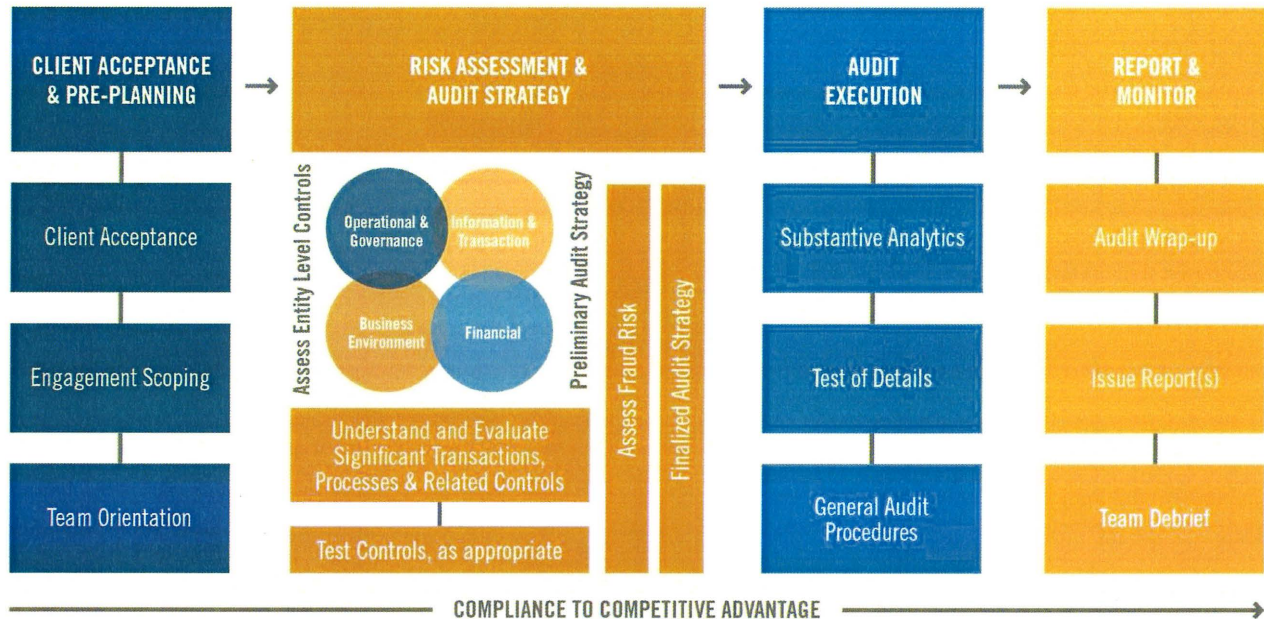 CLIENT ACCEPTANCE
& PRE-PLANNING
Client Acceptance
Engagement Scoping
Team Orientation
RISK ASSESSMENT &
AUDIT STRATEGY
Assess Entity Level Controls
Operational &
Governance
Information &
Transaction
Business
Environment
Financial
Preliminary Audit Strategy
Understand and Evaluate
Significant Transactions,
Processes & Related Controls
Test Controls, as appropriate
Assess Fraud Risk
Finalized Audit Strategy
AUDIT
EXECUTION
Substantive Analytics
Test of Details
General Audit
Procedures
REPORT &
MONITOR
Audit Wrap-up
Issue Report(s)
Team Debrief
COMPLIANCE TO COMPETITIVE ADVANTAGE